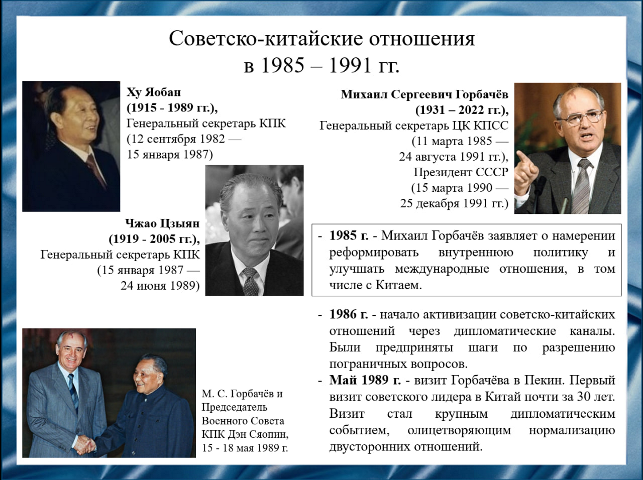 Советско-китайские отношения
в 1985 – 1991 гг.
Ху Яобан
(1915 - 1989 гг.),
Генеральный секретарь КПК
(12 сентября 1982 —
15 января 1987)
Чжао Цзыян
(1919 - 2005 гг.),
Генеральный секретарь КПК
(15 января 1987 —
24 июня 1989)
М. С. Горбачёв и
Председатель
Военного Совета
КПК Дэн Сяопин,
15 - 18 мая 1989 г.
Михаил Сергеевич Горбачёв
(1931 – 2022 гг.),
Генеральный секретарь ЦК КПСС
(11 марта 1985 —
24 августа 1991 гг.),
Президент СССР
(15 марта 1990 —
25 декабря 1991 гг.)
- 1985 г. - Михаил Горбачёв заявляет о намерении
реформировать внутреннюю политику и
улучшать международные отношения, в том
числе с Китаем.
- 1986 г. - начало активизации советско-китайских
отношений через дипломатические каналы.
Были предприняты шаги по разрешению
пограничных вопросов.
- Май 1989 г. - визит Горбачёва в Пекин. Первый
визит советского лидера в Китай почти за 30 лет.
Визит стал крупным дипломатическим
событием, олицетворяющим нормализацию
двусторонних отношений.